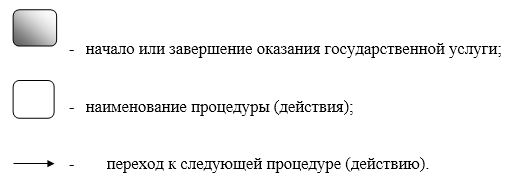 - начало или завершение оказания государственной услуги;
- наименование процедуры (действия);
- переход к следующей процедуре (действию).